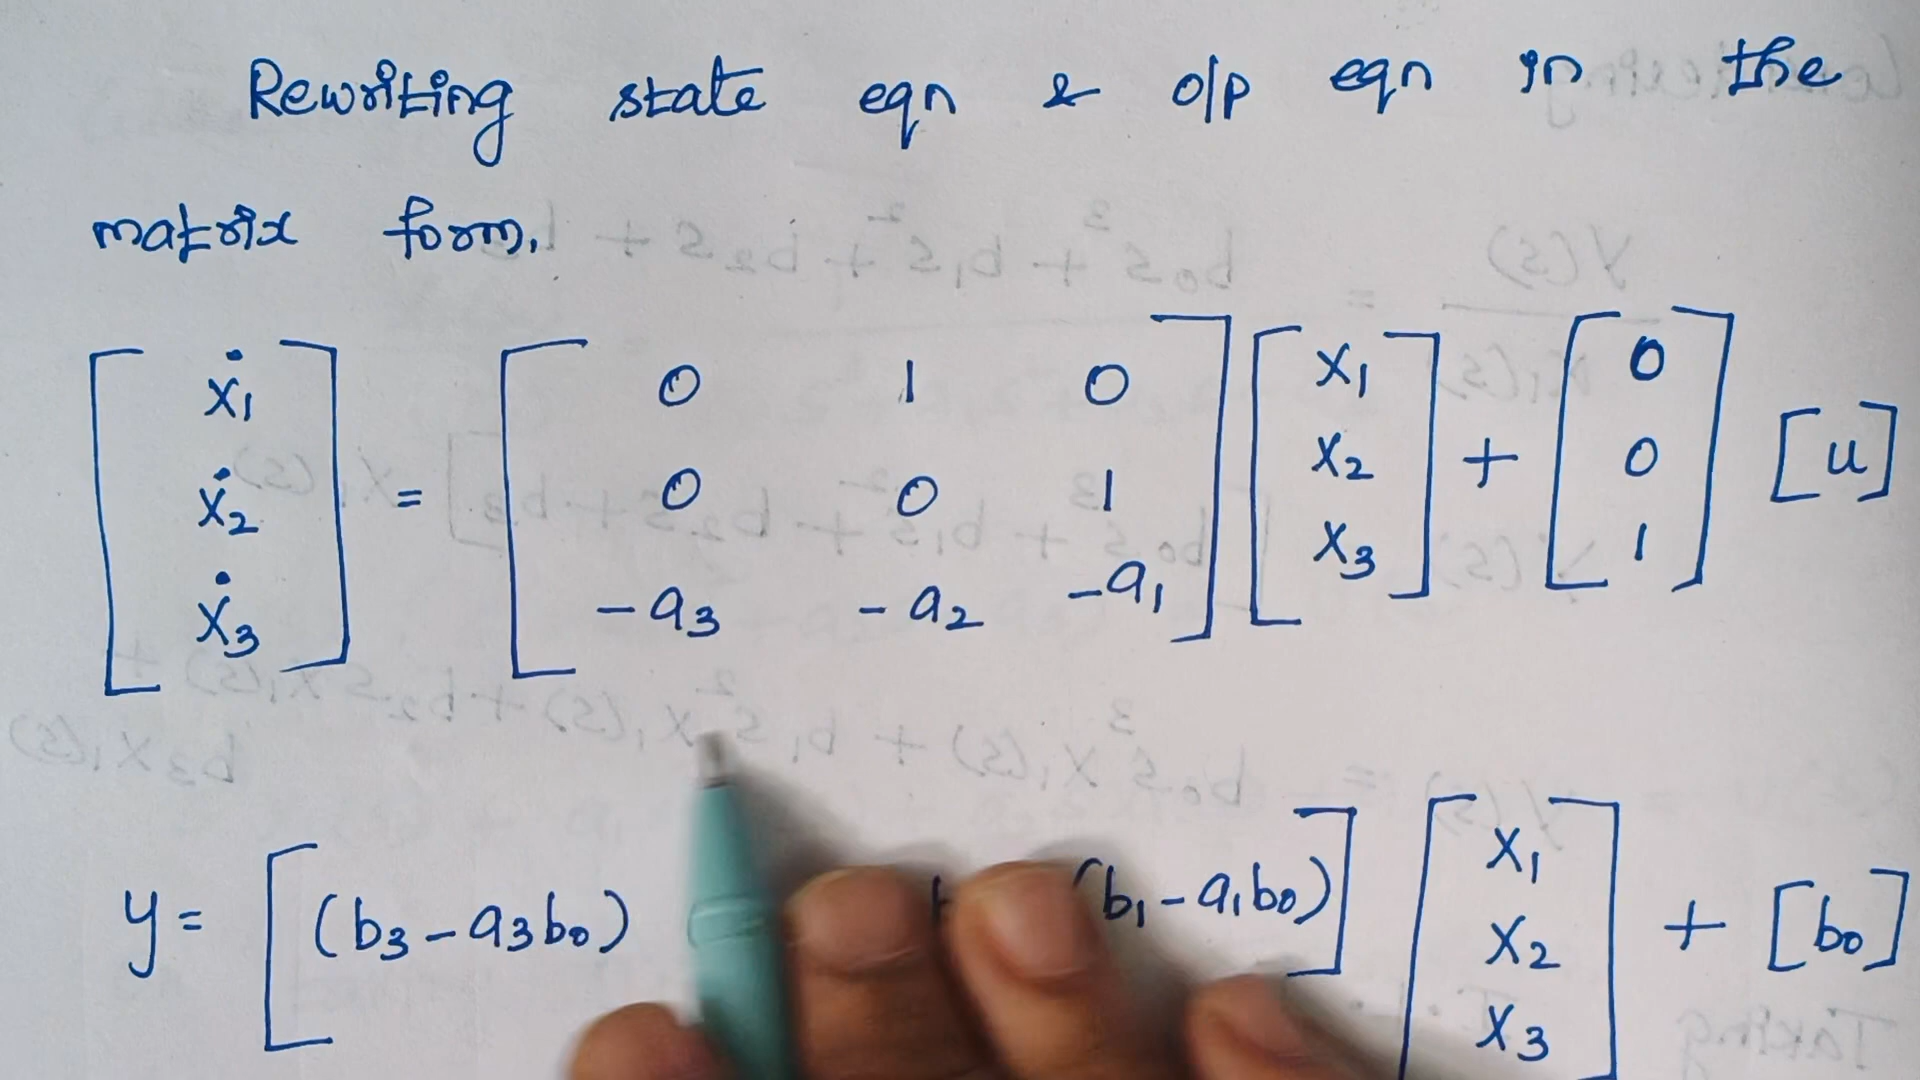 Rewriting state eqn & o/p eqn in the
matrix form,
[ẋ1 ẋ2 ẋ3] = [0 1 0 0 0 1 -a3 -a2 -a1] [x1 x2 x3] + [0 0 1] [u]
y = [(b3-a3b0) (b1-a1b0)] [x1 x2 x3] + [b0]